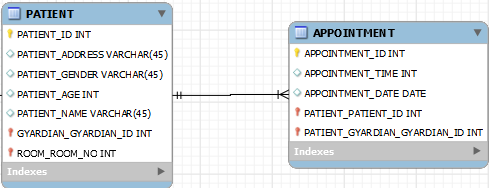 PATIENT
PATIENT_ID INT
PATIENT_ADDRESS VARCHAR(45)
PATIENT_GENDER VARCHAR(45)
PATIENT_AGE INT
PATIENT_NAME VARCHAR(45)
GYARDIAN_GYARDIAN_ID INT
ROOM_ROOM_NO INT
Indexes
APPOINTMENT
APPOINTMENT_ID INT
APPOINTMENT_TIME INT
APPOINTMENT_DATE DATE
PATIENT_PATIENT_ID INT
PATIENT_GYARDIAN_GYARDIAN_ID INT
Indexes